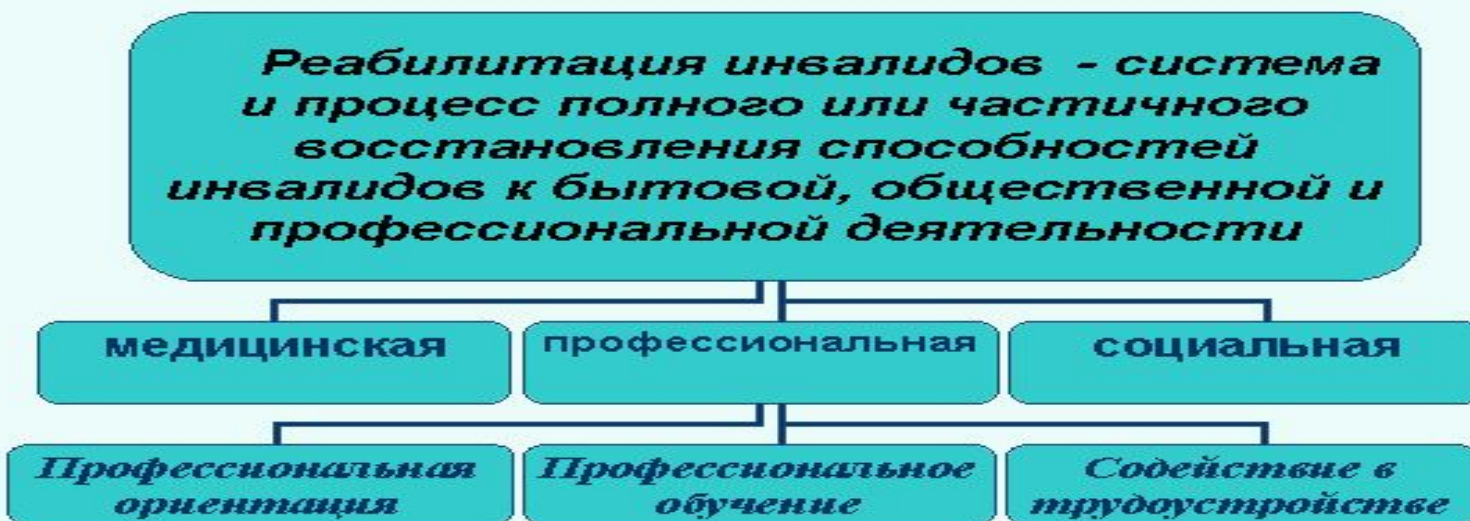 Реабилитация инвалидов - система
и процесс полного или частичного
восстановления способностей
инвалидов к бытовой, общественной и
профессиональной деятельности
медицинская
профессиональная
социальная
Профессиональная
ориентация
Профессиональное
обучение
Содействие в
трудоустройстве